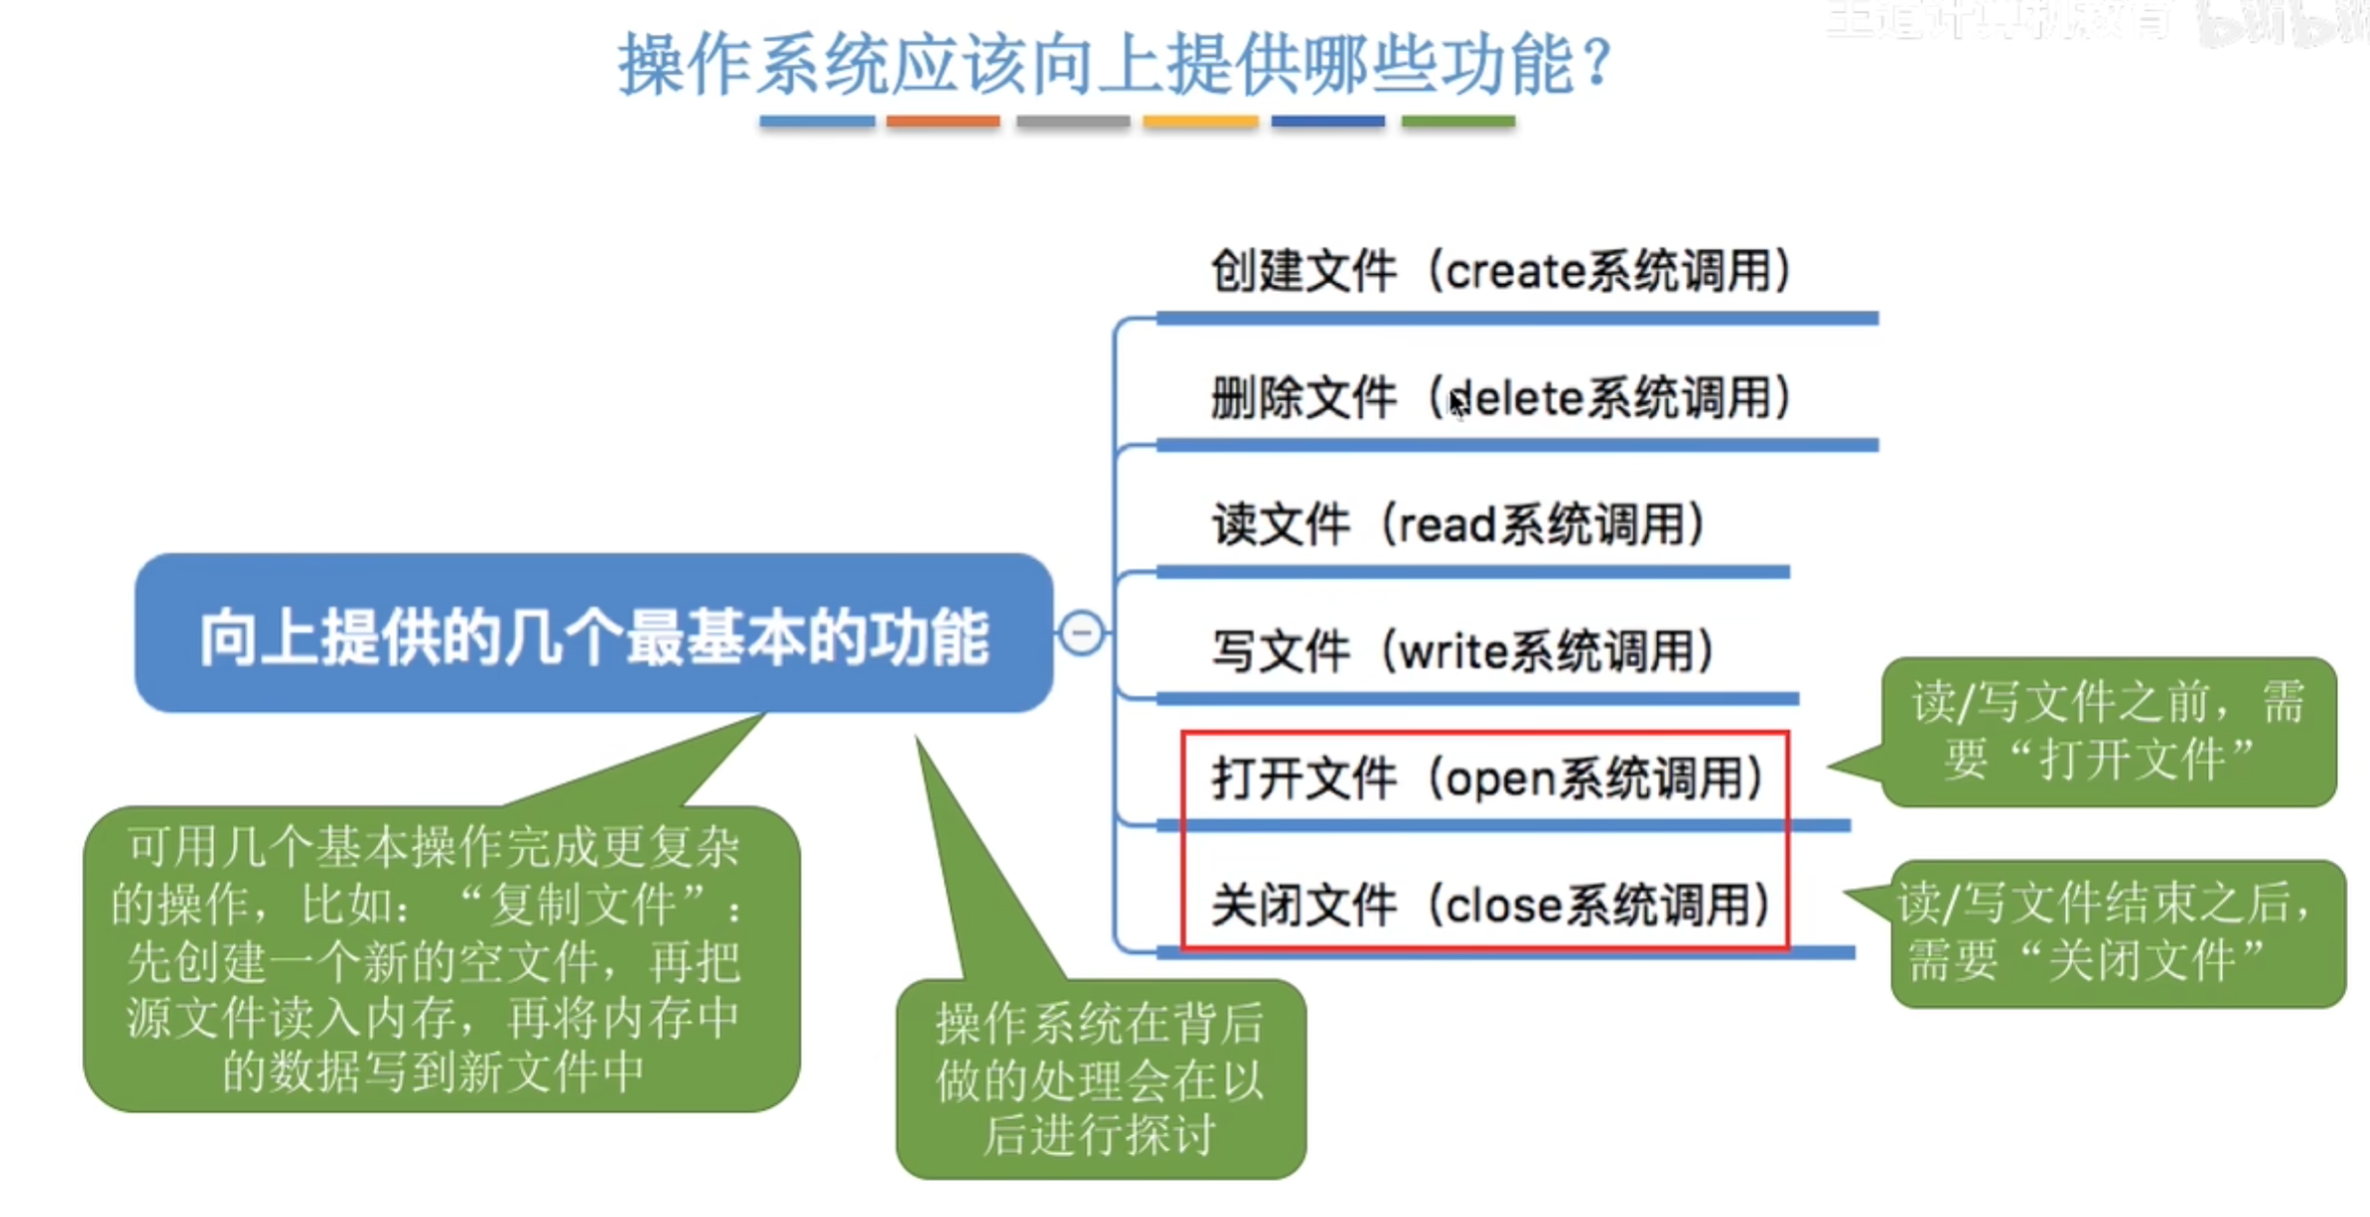 王道计算机教育 bilibili
操作系统应该向上提供哪些功能？
创建文件（create系统调用）
删除文件（delete系统调用）
读文件（read系统调用）
写文件（write系统调用）
打开文件（open系统调用）
关闭文件（close系统调用）
向上提供的几个最基本的功能
读/写文件之前，需
要“打开文件”
读/写文件结束之后，
需要“关闭文件”
可用几个基本操作完成更复杂
的操作，比如：“复制文件”：
先创建一个新的空文件，再把
源文件读入内存，再将内存中
的数据写到新文件中
操作系统在背后
做的处理会在以
后进行探讨